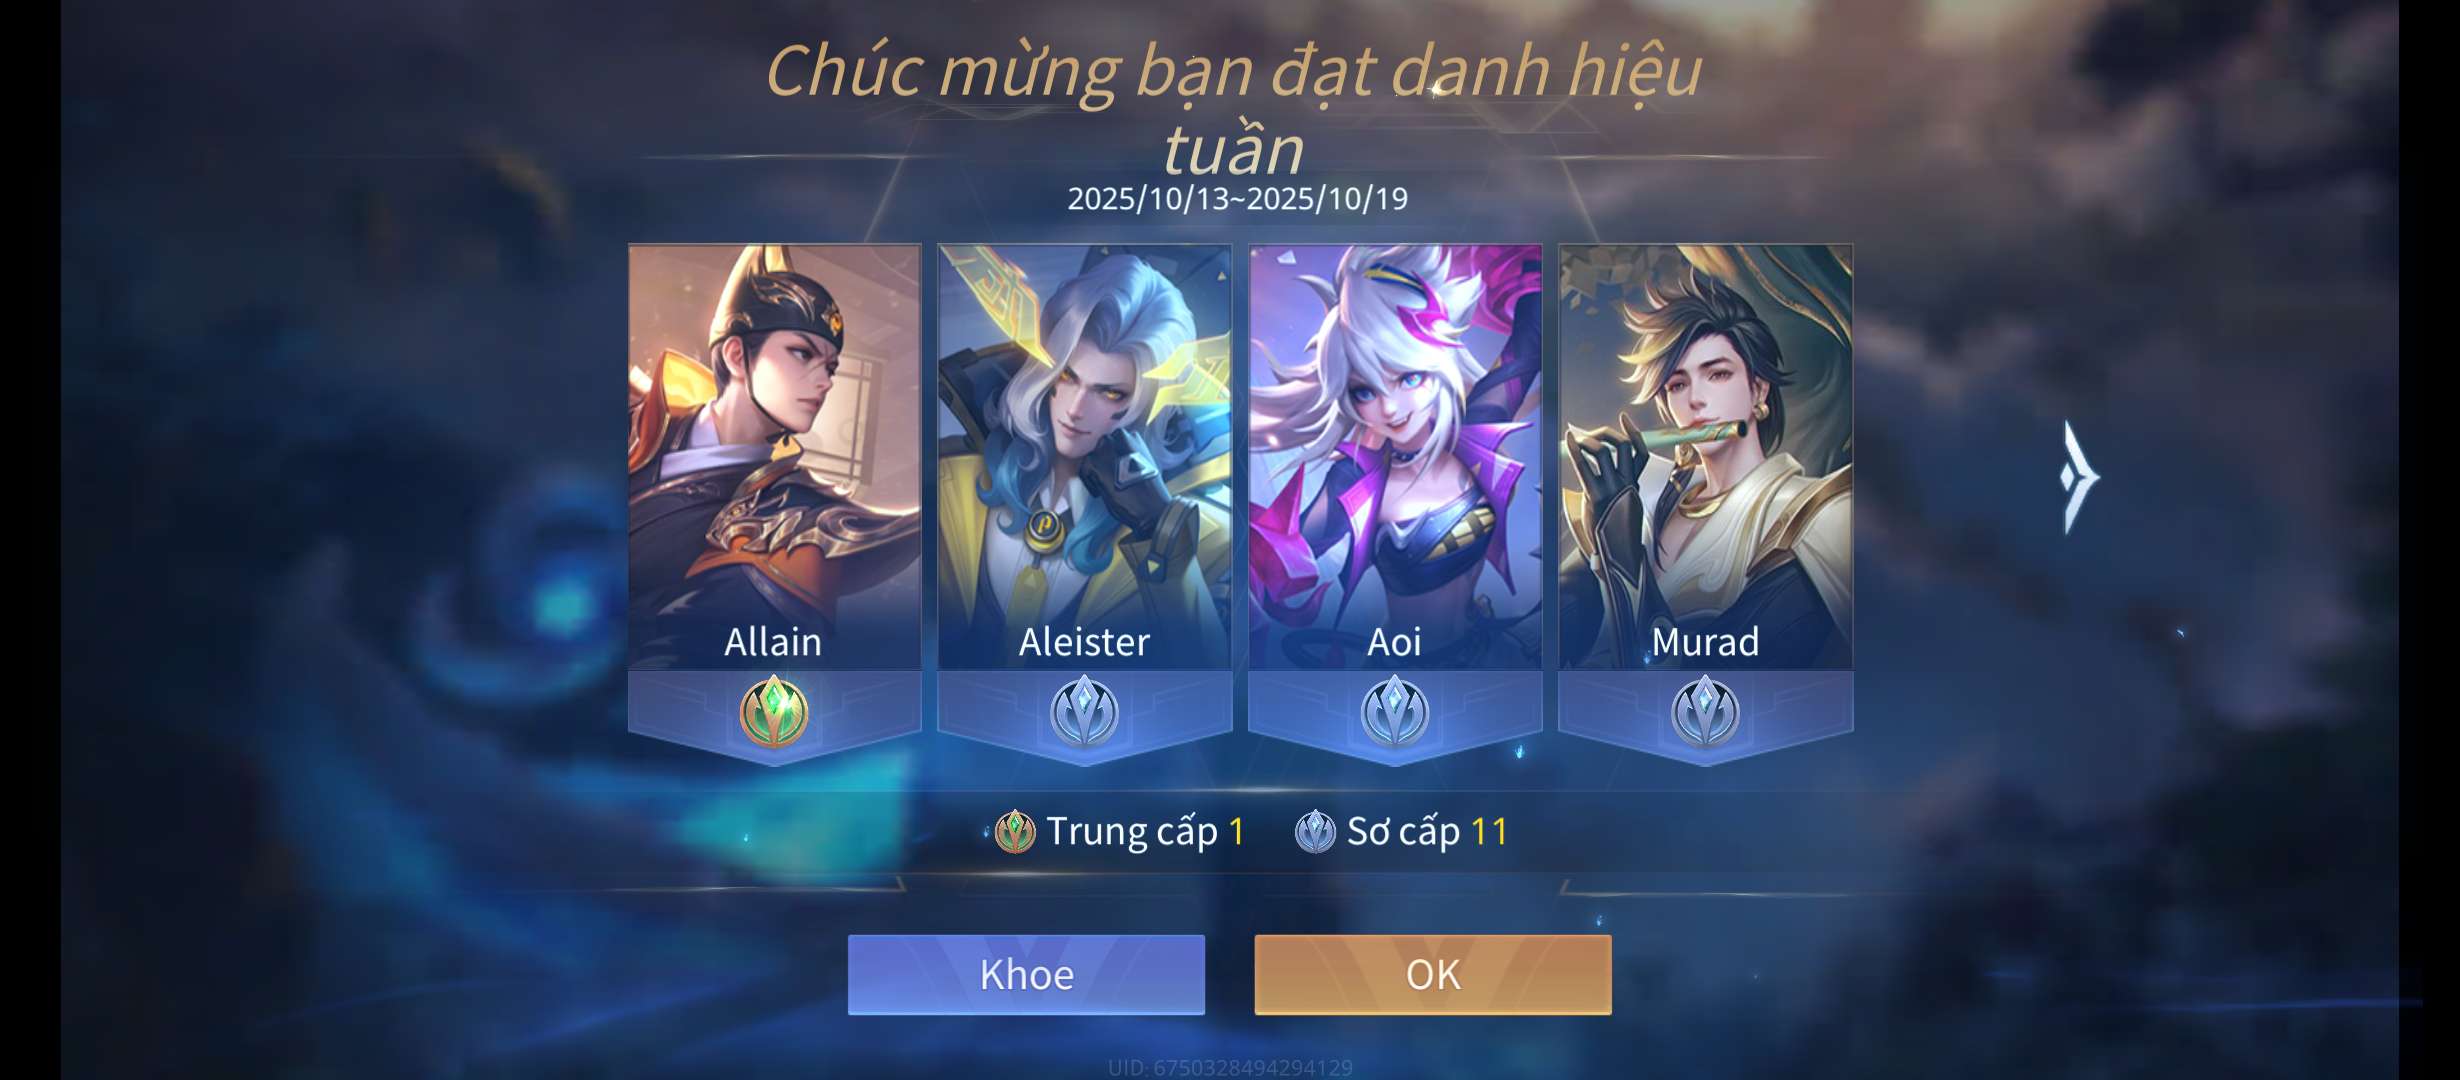 Chúc mừng bạn đạt danh hiệu
tuần
2025/10/13~2025/10/19
Allain
Aleister
Aoi
Murad
Trung cấp 1
Sơ cấp 11
Khoe
OK
UID: 6750328494294129